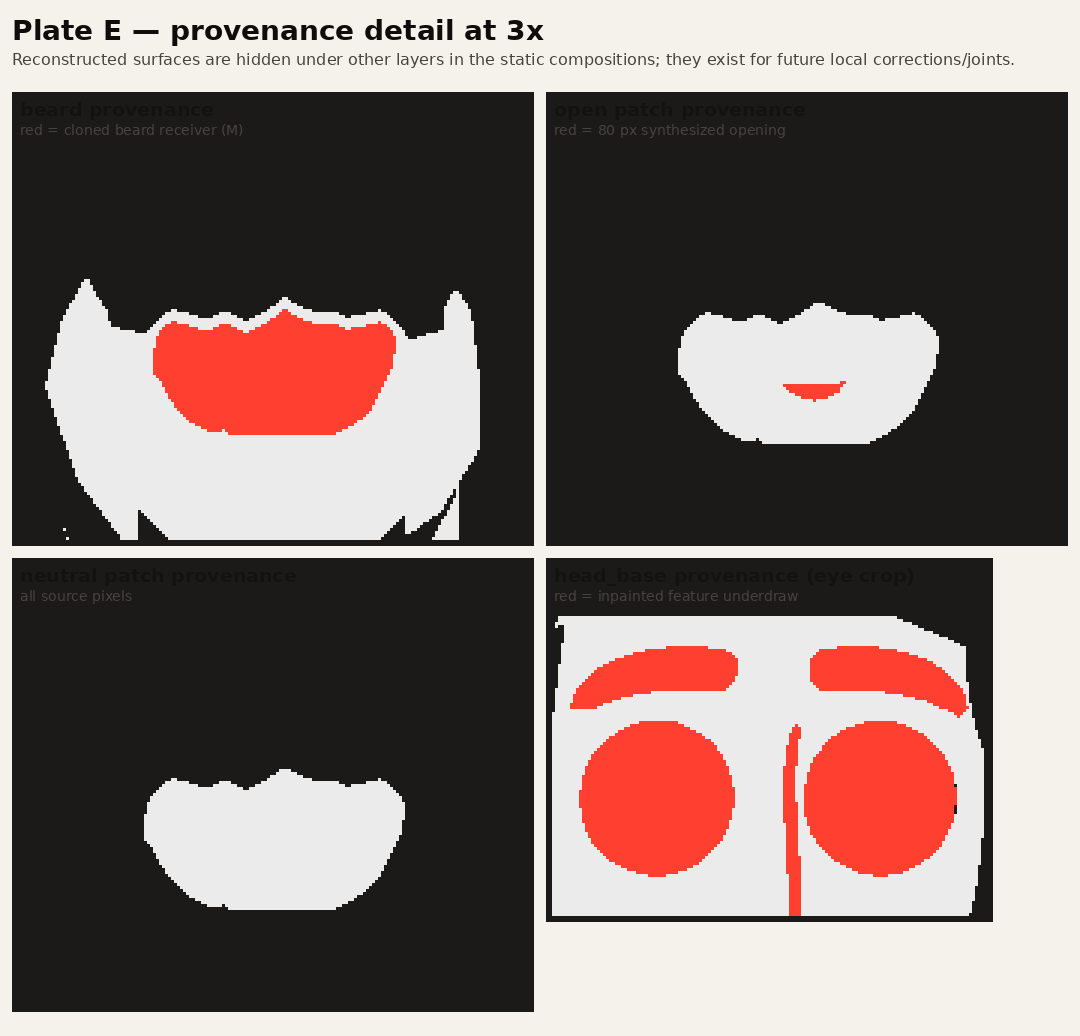 Plate E — provenance detail at 3x
Reconstructed surfaces are hidden under other layers in the static compositions; they exist for future local corrections/joints.
beard provenance
red = cloned beard receiver (M)
open patch provenance
red = 80 px synthesized opening
neutral patch provenance
all source pixels
head_base provenance (eye crop)
red = inpainted feature underdraw